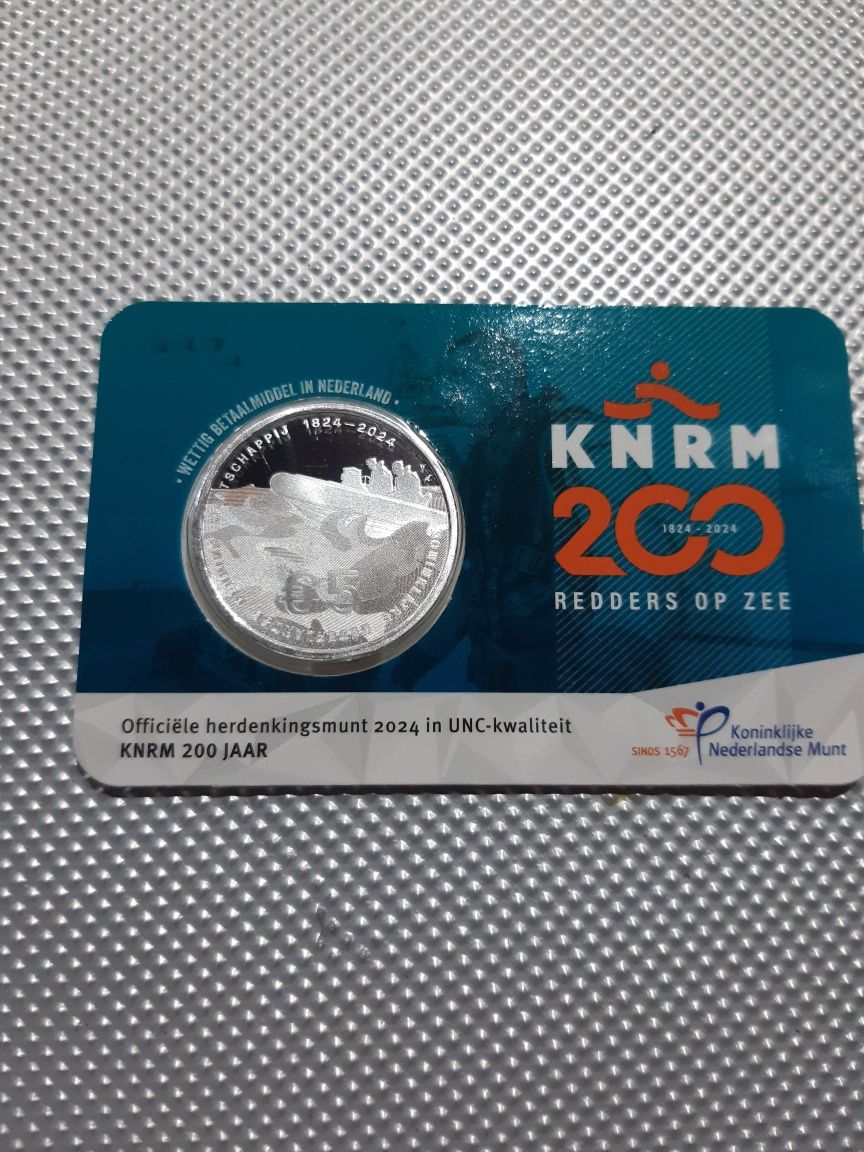 • WETTIG BETAALMIDDEL IN NEDERLAND •
TSCHAPPIJ 1824-2024
KNRM
200
1824 - 2024
REDDERS OP ZEE
Officiële herdenkingsmunt 2024 in UNC-kwaliteit
KNRM 200 JAAR
SINDS 1567
Koninklijke
Nederlandse Munt